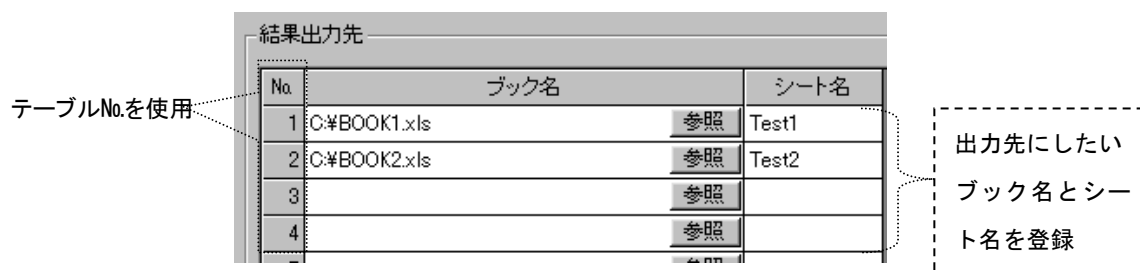 結果出力先
No. ブック名 シート名
テーブル№を使用
1 C:¥BOOK1.xls 参照 Test1
2 C:¥BOOK2.xls 参照 Test2
3 参照
4 参照
出力先にしたい
ブック名とシー
ト名を登録